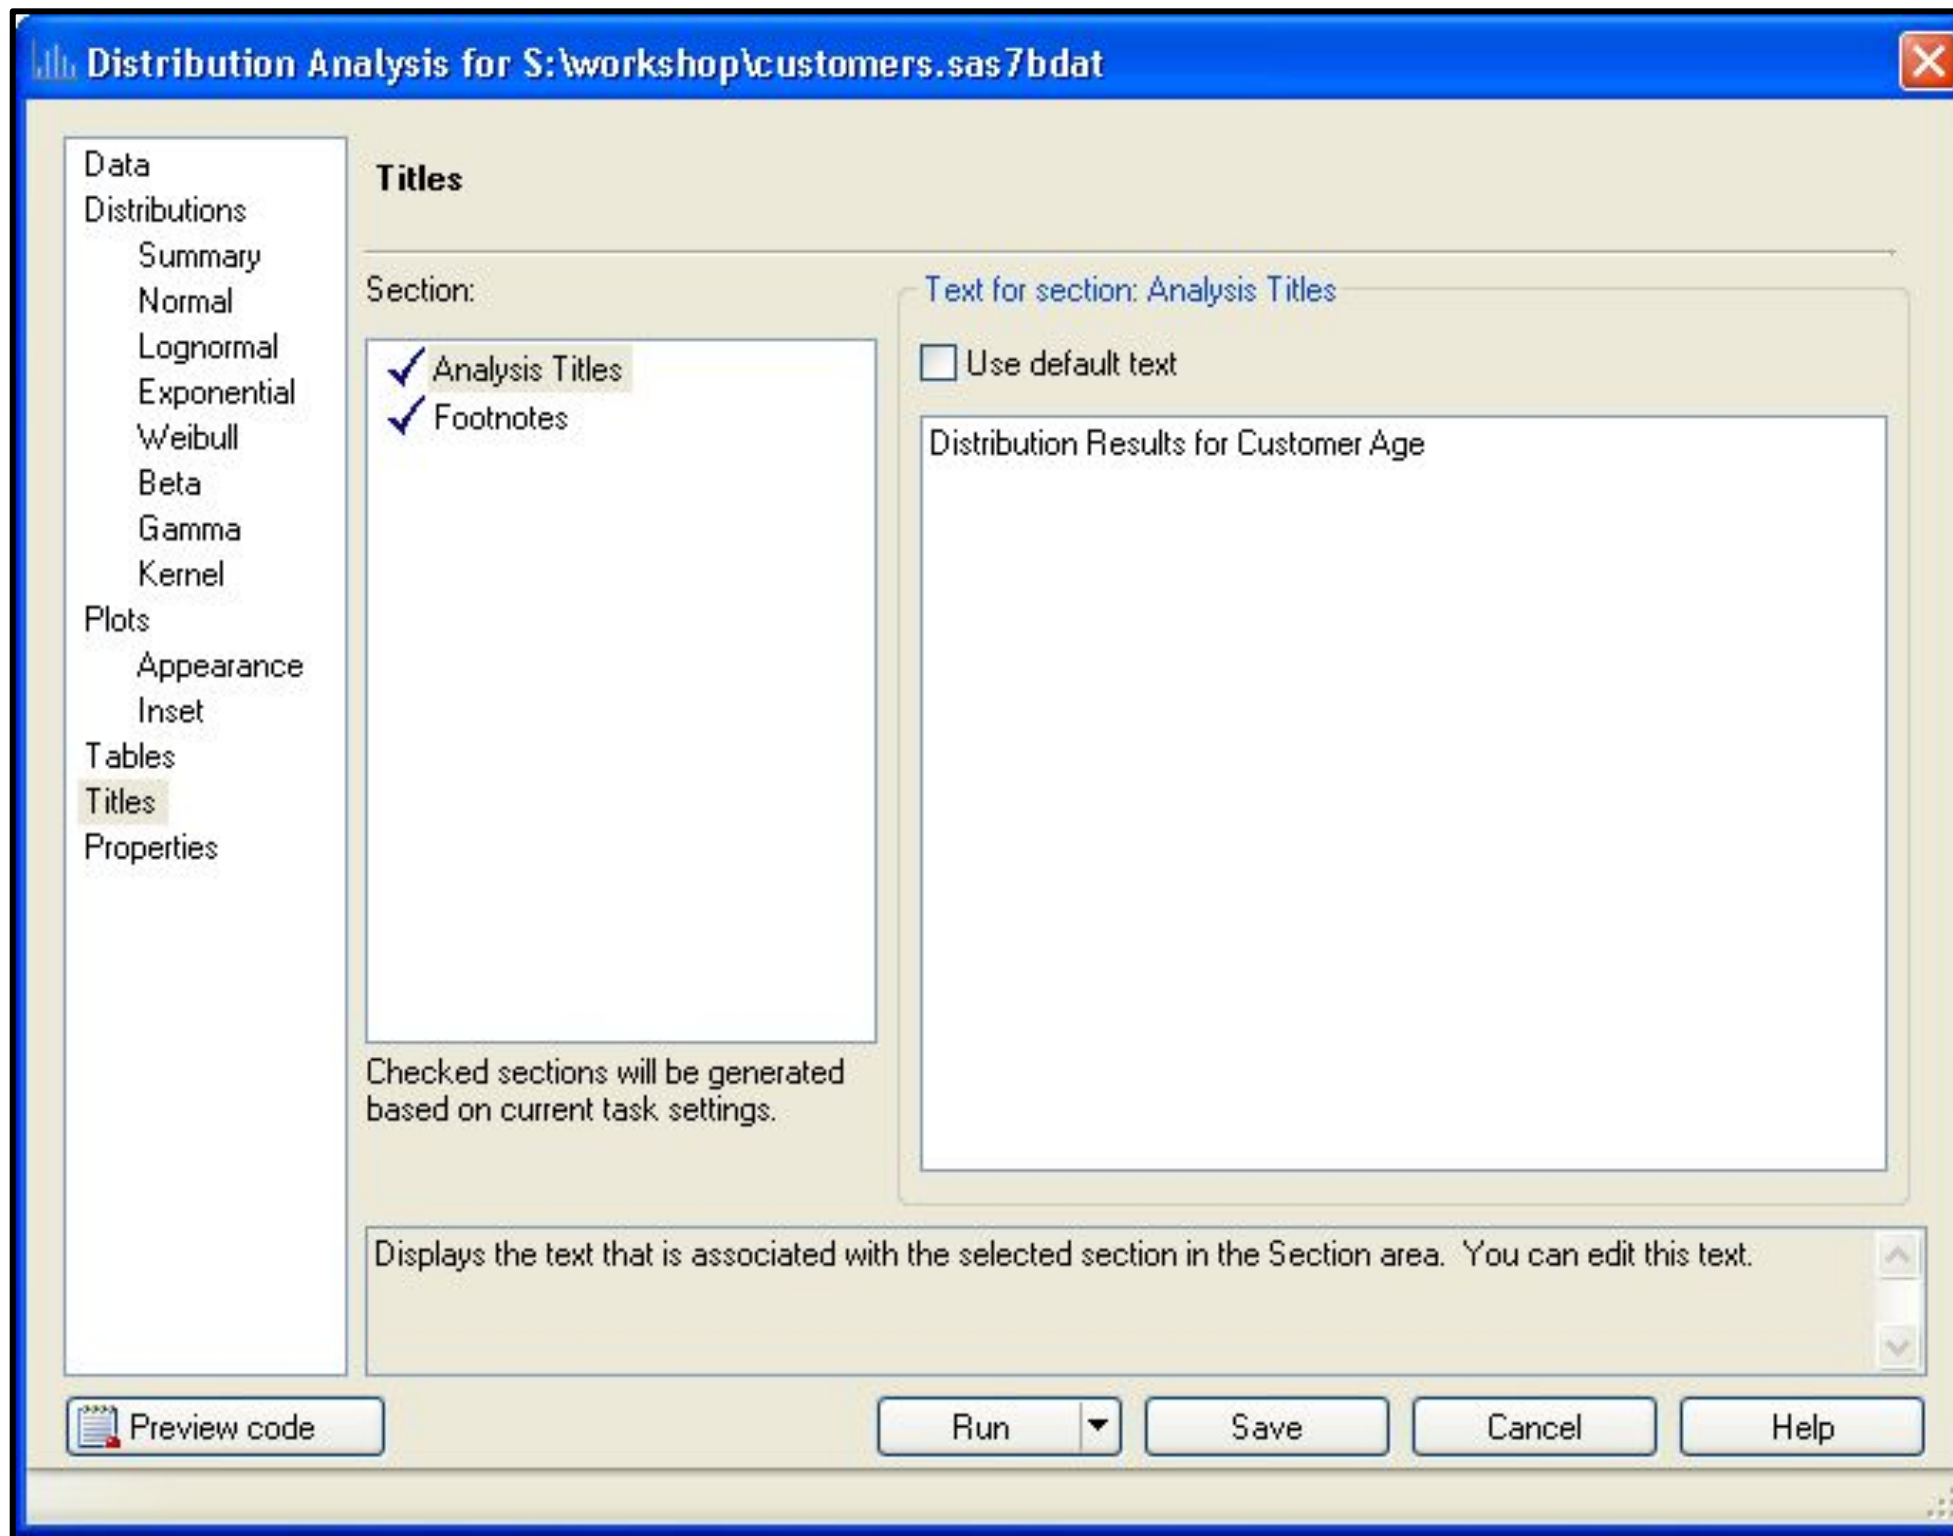 Distribution Analysis for S:\workshop\customers.sas7bdat
Data
Distributions
Summary
Normal
Lognormal
Exponential
Weibull
Beta
Gamma
Kernel
Plots
Appearance
Inset
Tables
Titles
Properties
Titles
Section:
Analysis Titles
Footnotes
Checked sections will be generated
based on current task settings.
Text for section: Analysis Titles
Use default text
Distribution Results for Customer Age
Displays the text that is associated with the selected section in the Section area.  You can edit this text.
Preview code
Run
Save
Cancel
Help